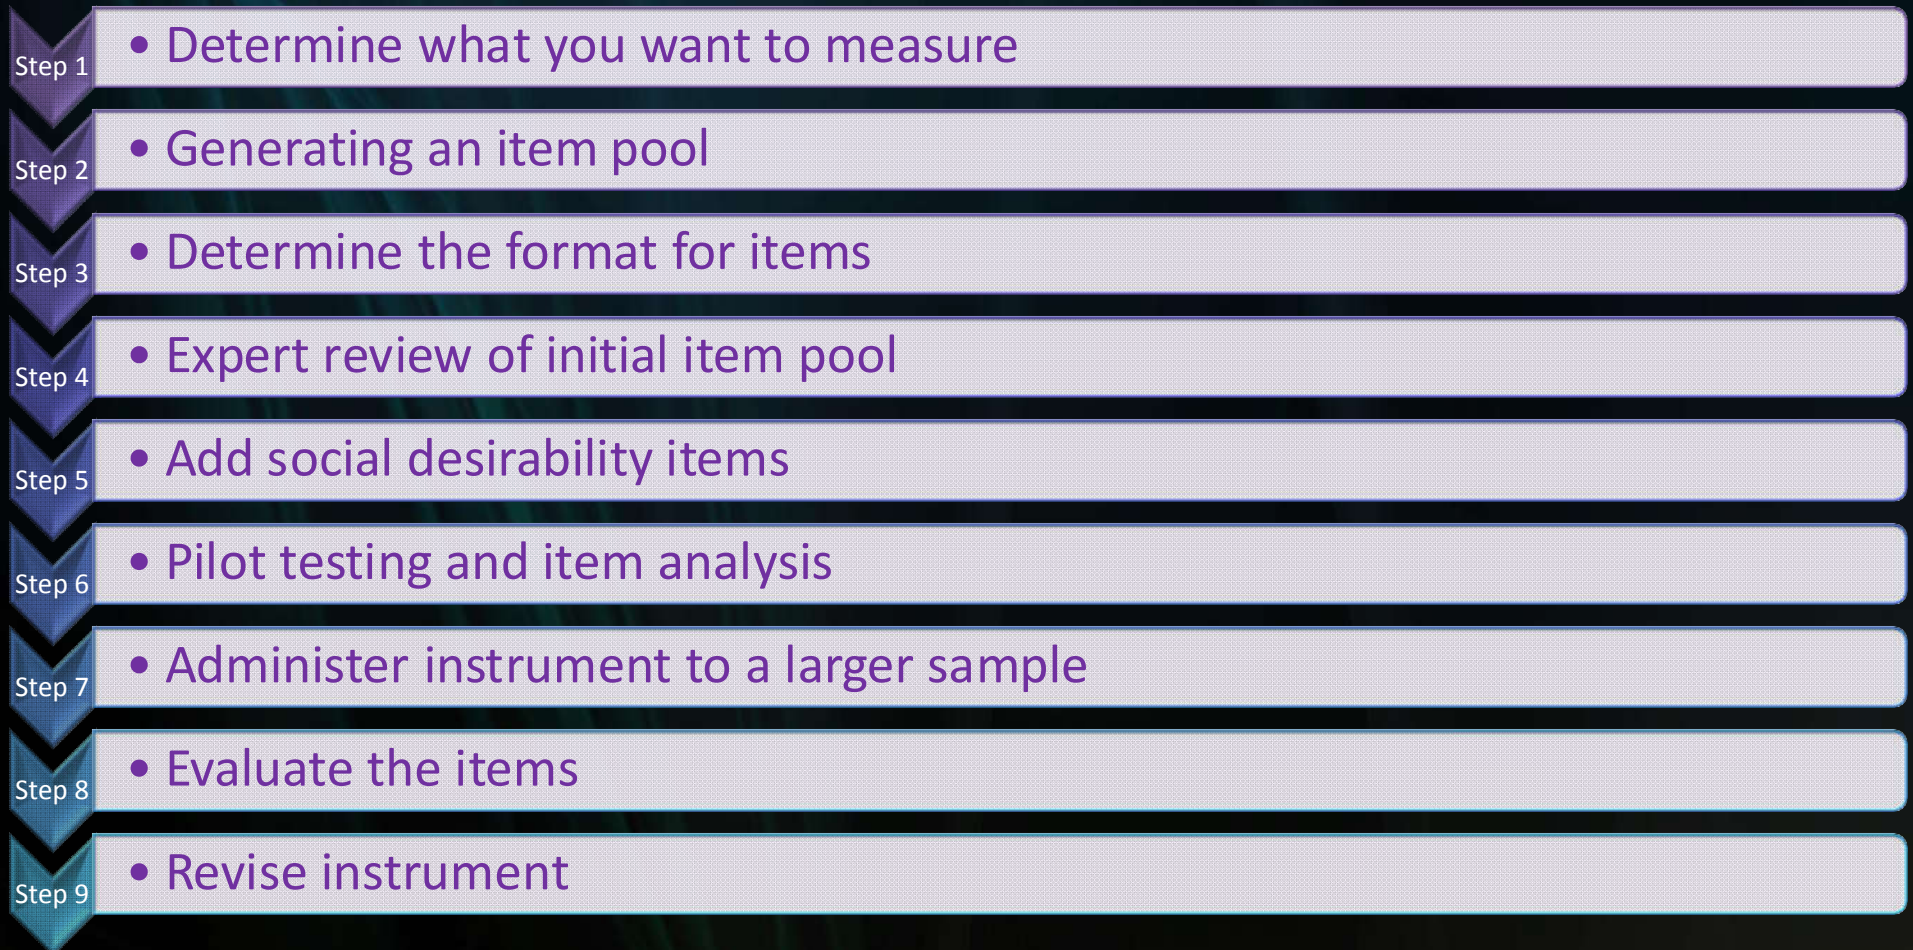 Step 1
• Determine what you want to measure
Step 2
• Generating an item pool
Step 3
• Determine the format for items
Step 4
• Expert review of initial item pool
Step 5
• Add social desirability items
Step 6
• Pilot testing and item analysis
Step 7
• Administer instrument to a larger sample
Step 8
• Evaluate the items
Step 9
• Revise instrument